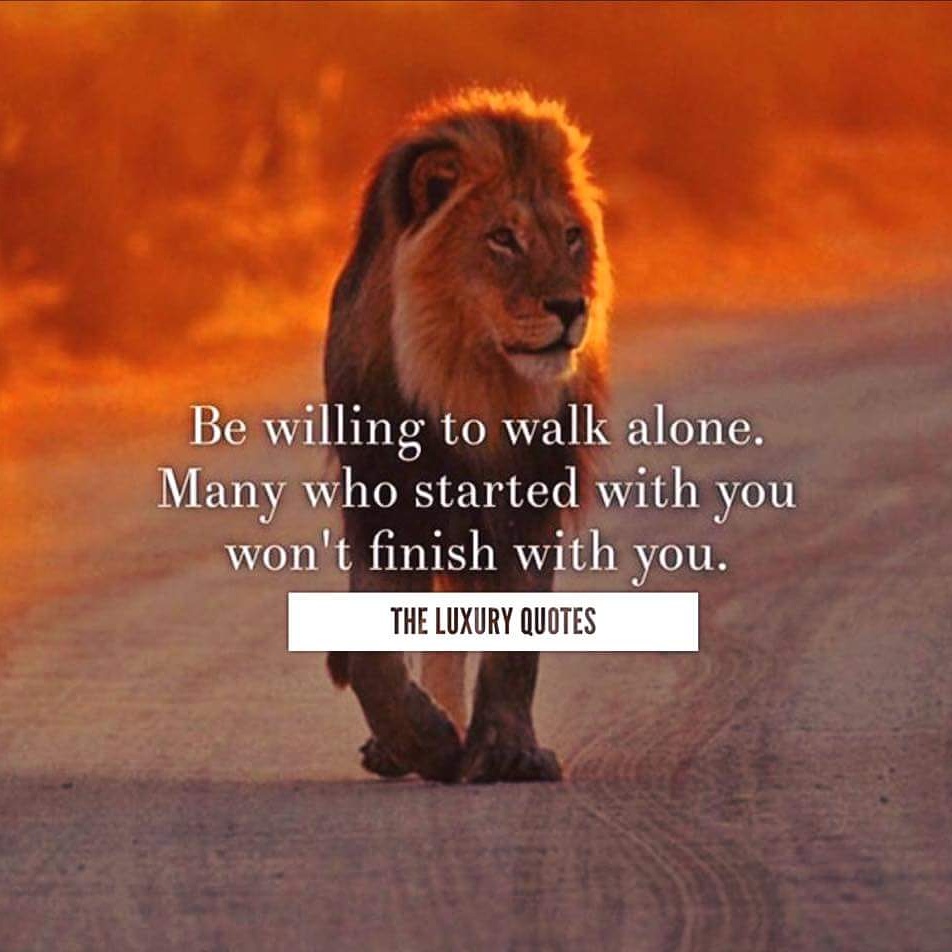 Be willing to walk alone.
Many who started with you
won't finish with you.
THE LUXURY QUOTES